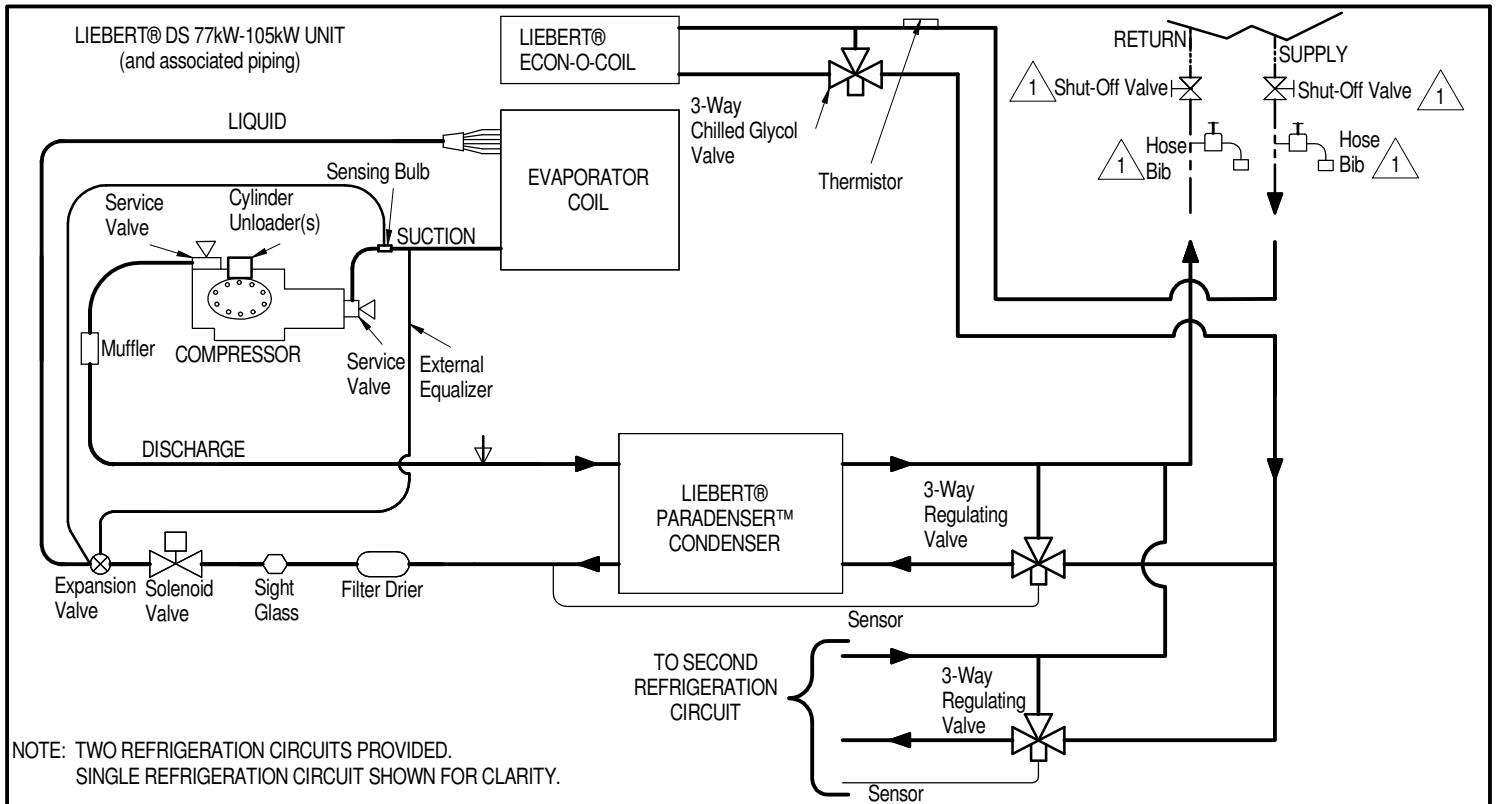 LIEBERT® DS 77kW-105kW UNIT
(and associated piping)
LIEBERT®
ECON-O-COIL
RETURN
SUPPLY
1
Shut-Off Valve
Shut-Off Valve
1
3-Way
Chilled Glycol
Valve
Thermistor
1
Hose
Bib
Hose
Bib
1
LIQUID
EVAPORATOR
COIL
Sensing Bulb
Service
Valve
Cylinder
Unloader(s)
SUCTION
Muffler
COMPRESSOR
Service
Valve
External
Equalizer
DISCHARGE
LIEBERT®
PARADENSER™
CONDENSER
3-Way
Regulating
Valve
Expansion
Valve
Solenoid
Valve
Sight
Glass
Filter Drier
Sensor
TO SECOND
REFRIGERATION
CIRCUIT
3-Way
Regulating
Valve
Sensor
NOTE: TWO REFRIGERATION CIRCUITS PROVIDED.
SINGLE REFRIGERATION CIRCUIT SHOWN FOR CLARITY.